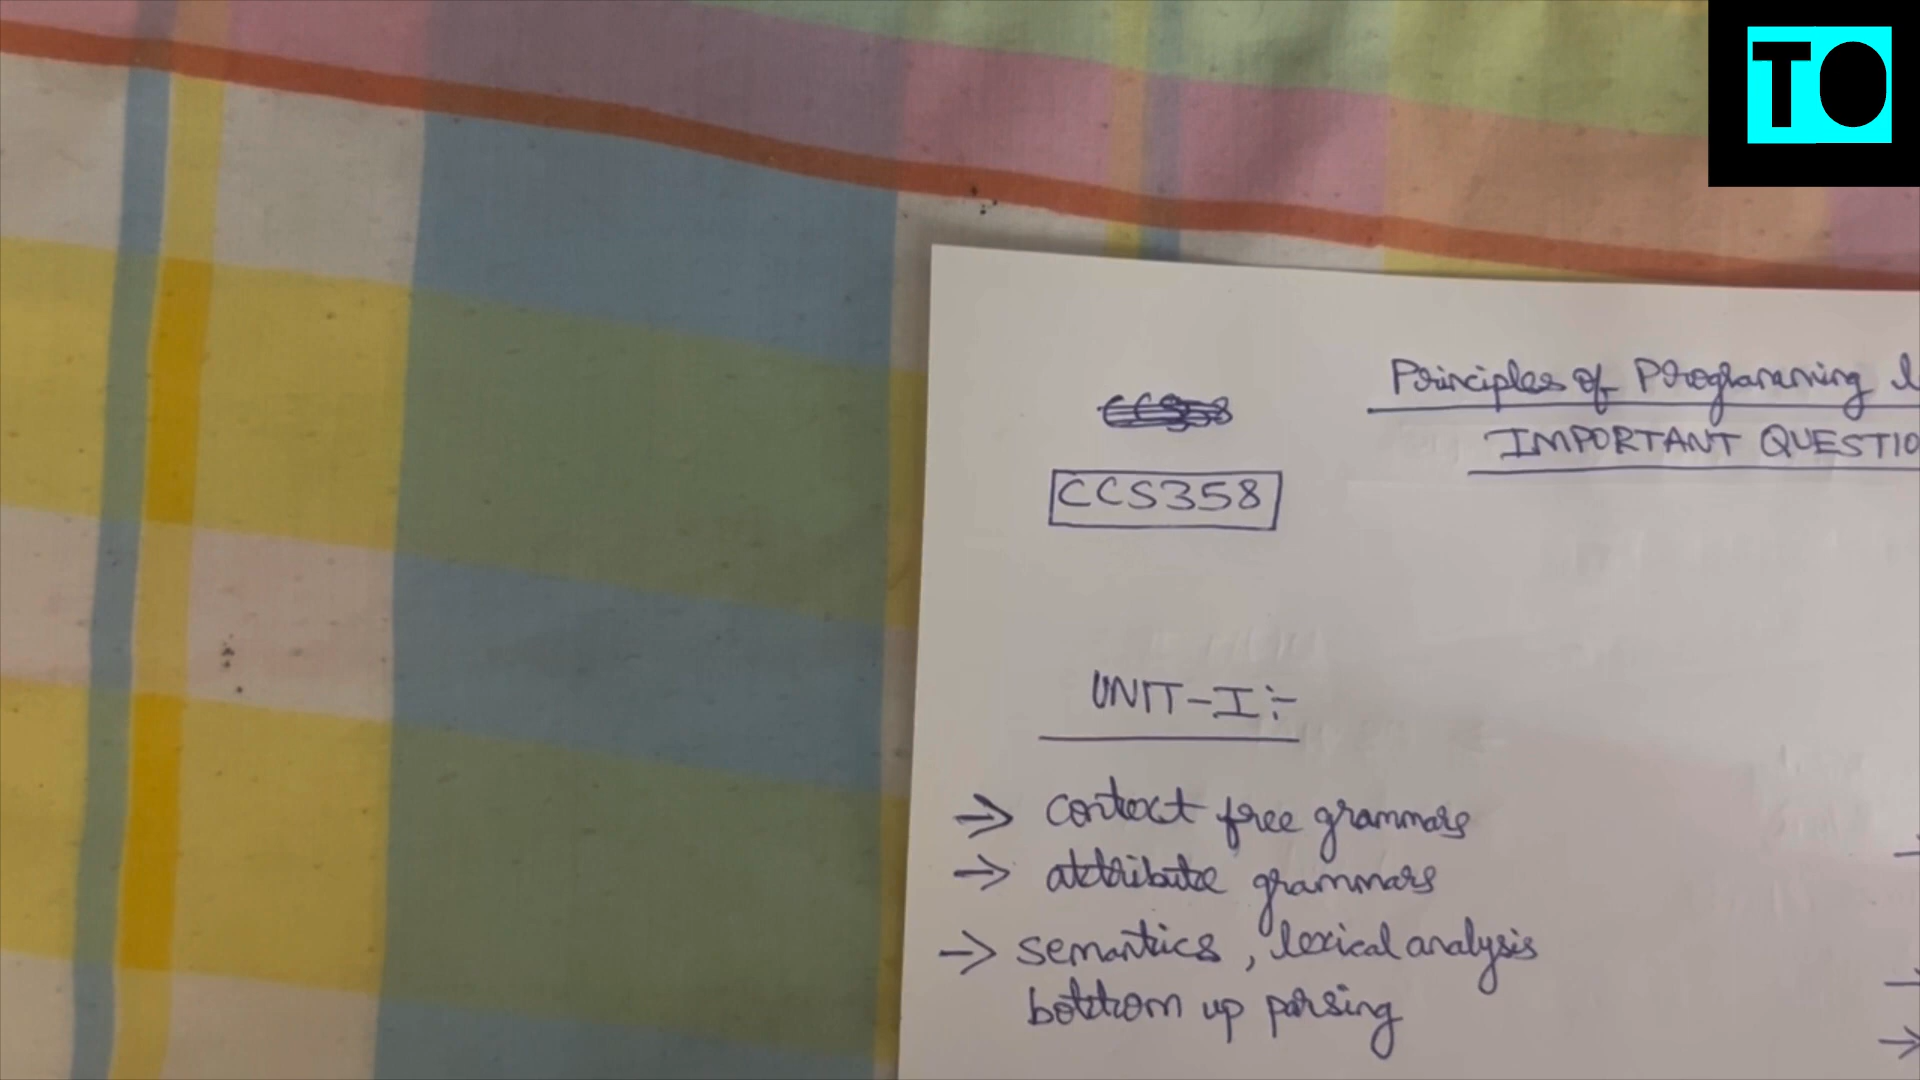 TO
Principles of Programming
CCS358
IMPORTANT QUESTIO
CCS358
UNIT-I:-
→ context free grammars
→ attribute grammars
→ semantics, lexical analysis
bottom up parsing